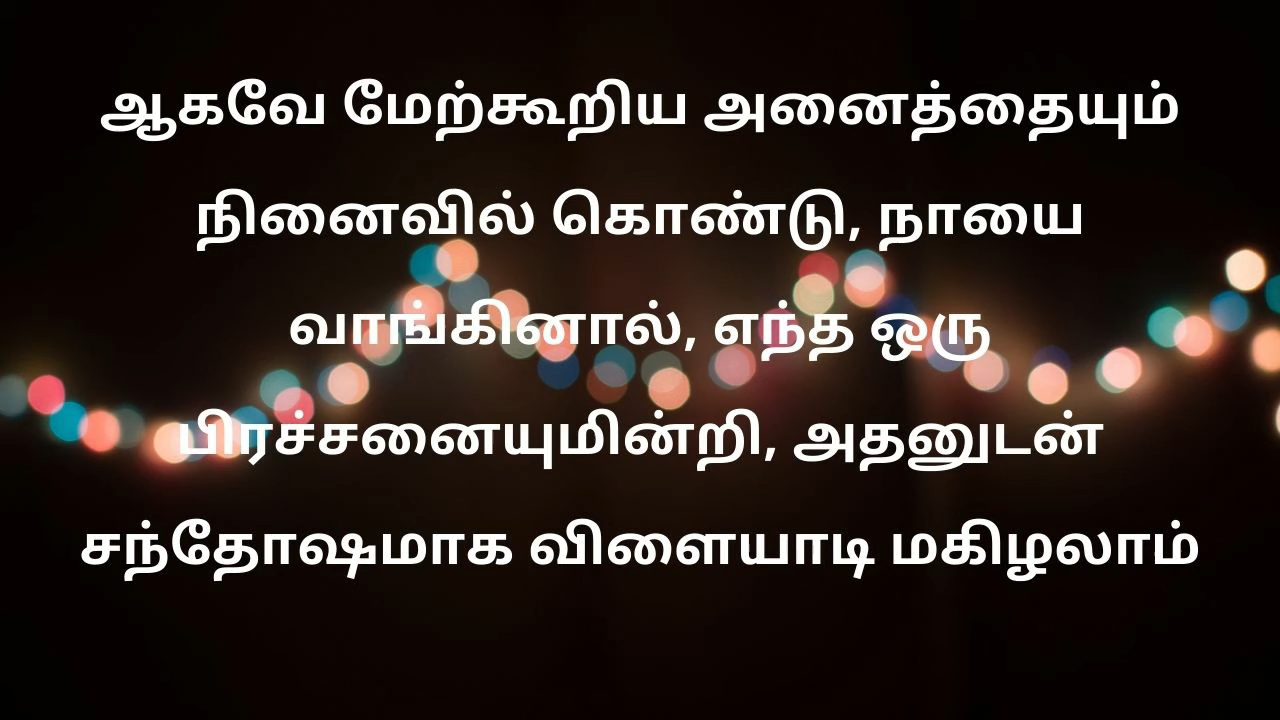 ஆகவே மேற்கூறிய அனைத்தையும்
நினைவில் கொண்டு, நாயை
வாங்கினால், எந்த ஒரு
பிரச்சனையுமின்றி, அதனுடன்
சந்தோஷமாக விளையாடி மகிழலாம்